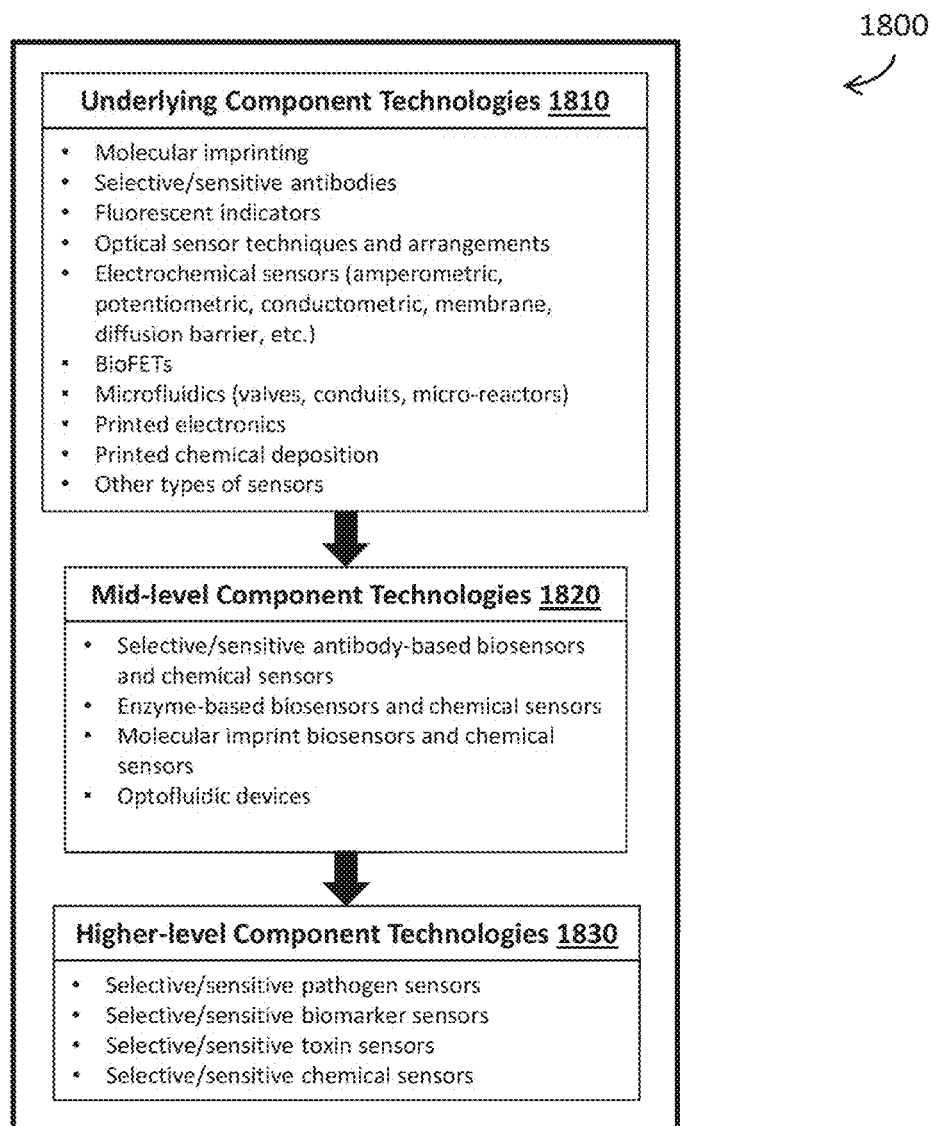 1800
Underlying Component Technologies 1810
• Molecular imprinting
• Selective/sensitive antibodies
• Fluorescent indicators
• Optical sensor techniques and arrangements
• Electrochemical sensors (amperometric,
potentiometric, conductometric, membrane,
diffusion barrier, etc.)
• BioFETs
• Microfluidics (valves, conduits, micro-reactors)
• Printed electronics
• Printed chemical deposition
• Other types of sensors
Mid-level Component Technologies 1820
• Selective/sensitive antibody-based biosensors
and chemical sensors
• Enzyme-based biosensors and chemical sensors
• Molecular imprint biosensors and chemical
sensors
• Optofluidic devices
Higher-level Component Technologies 1830
• Selective/sensitive pathogen sensors
• Selective/sensitive biomarker sensors
• Selective/sensitive toxin sensors
• Selective/sensitive chemical sensors